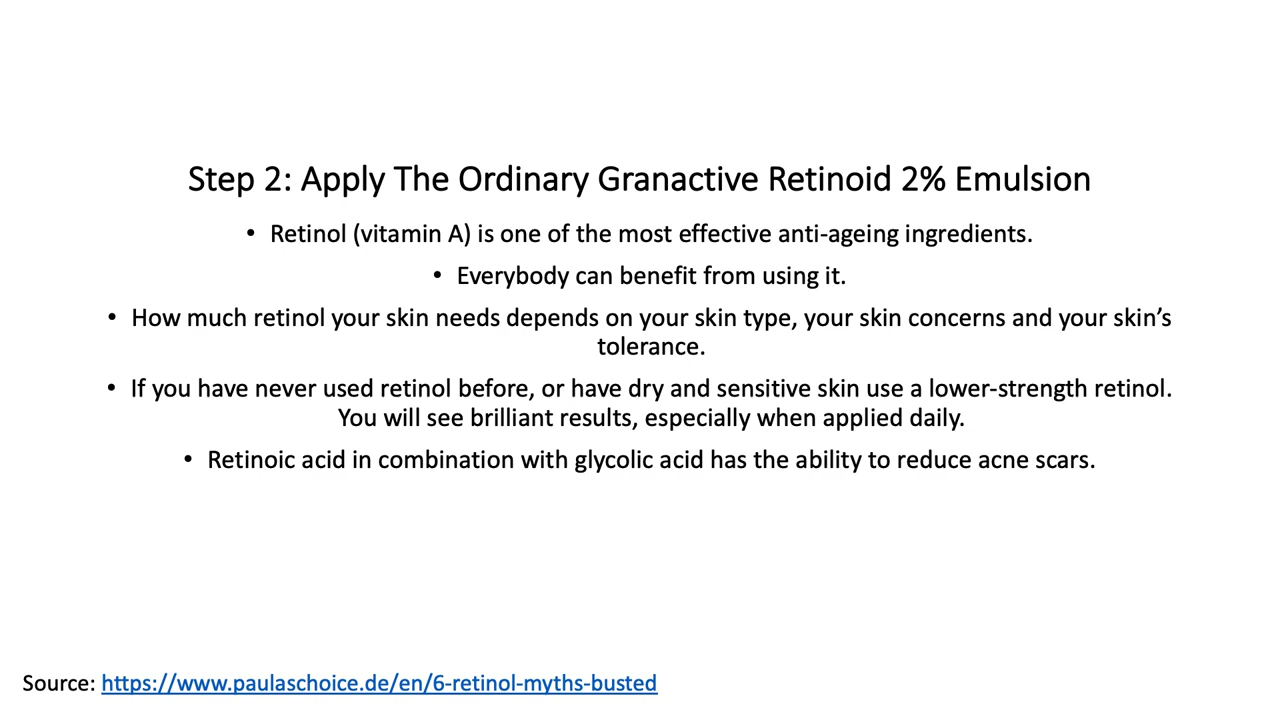 Step 2: Apply The Ordinary Granactive Retinoid 2% Emulsion
• Retinol (vitamin A) is one of the most effective anti-ageing ingredients.
• Everybody can benefit from using it.
• How much retinol your skin needs depends on your skin type, your skin concerns and your skin’s
tolerance.
• If you have never used retinol before, or have dry and sensitive skin use a lower-strength retinol.
You will see brilliant results, especially when applied daily.
• Retinoic acid in combination with glycolic acid has the ability to reduce acne scars.
Source: https://www.paulaschoice.de/en/6-retinol-myths-busted